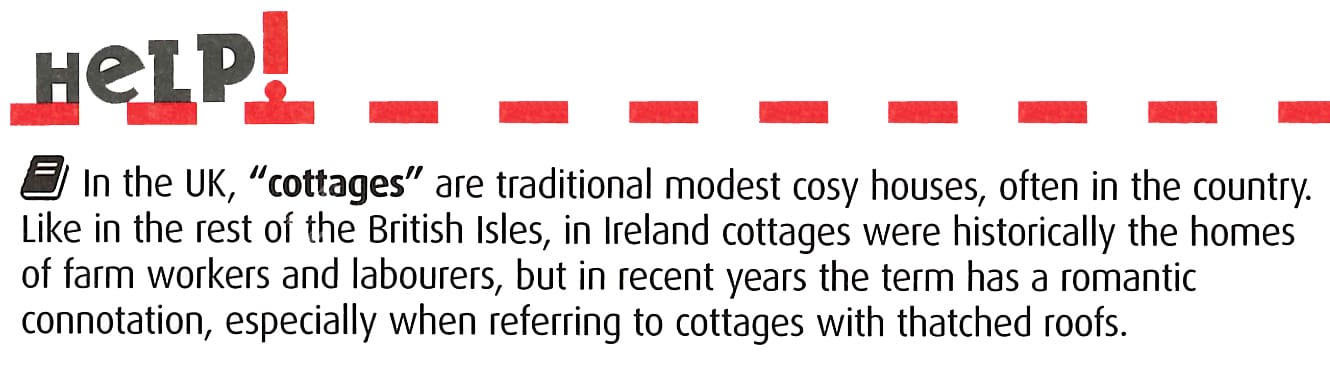 HeLP!
In the UK, “cottages” are traditional modest cosy houses, often in the country.
Like in the rest of the British Isles, in Ireland cottages were historically the homes
of farm workers and labourers, but in recent years the term has a romantic
connotation, especially when referring to cottages with thatched roofs.